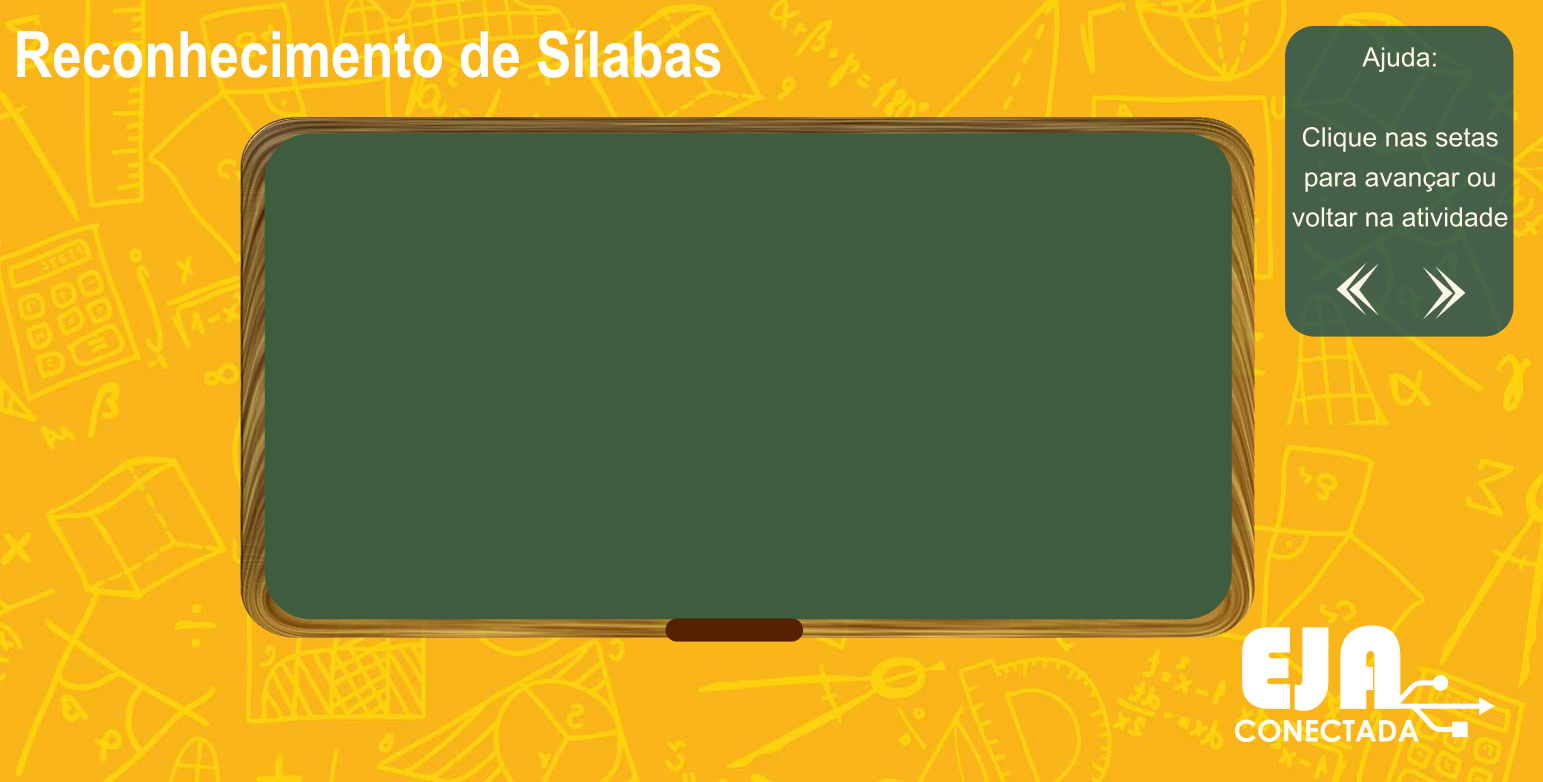 Reconhecimento de Sílabas
Ajuda:
Clique nas setas
para avançar ou
voltar na atividade
EJA
CONECTADA